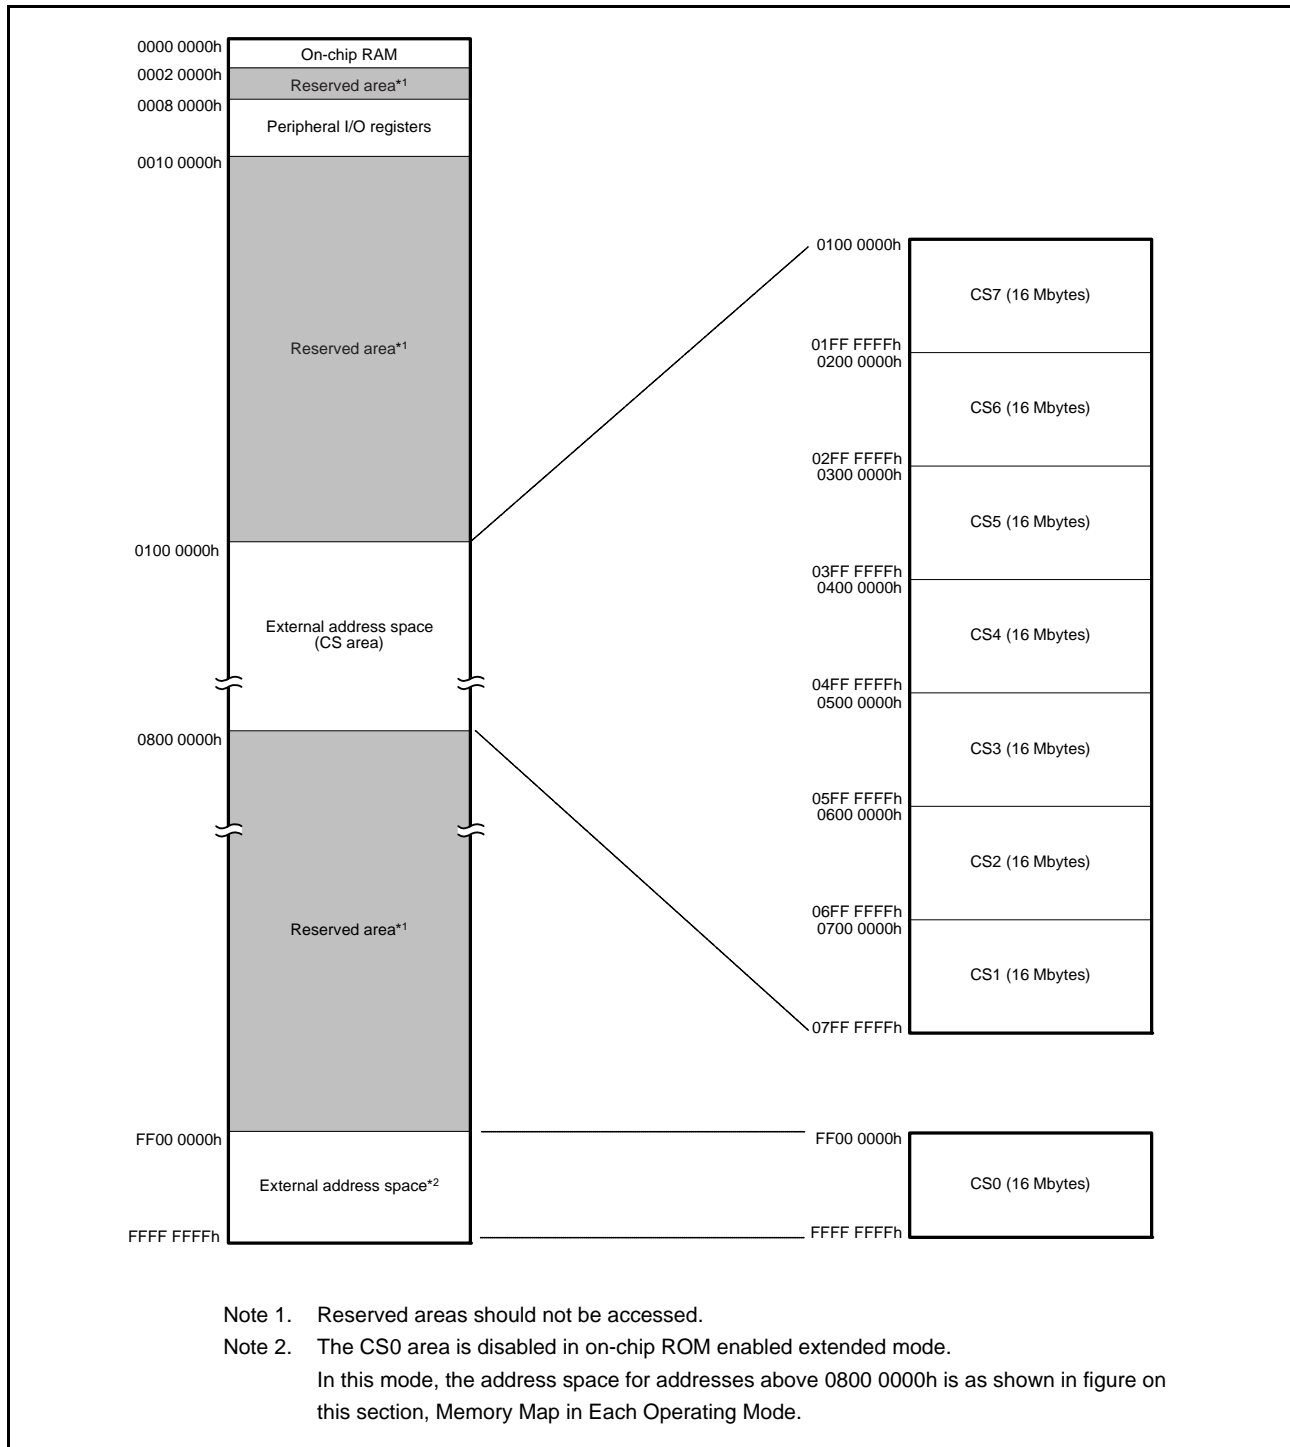 0000 0000h
On-chip RAM
0002 0000h
Reserved area*1
0008 0000h
Peripheral I/O registers
0010 0000h
Reserved area*1
0100 0000h
External address space
(CS area)
0800 0000h
Reserved area*1
FF00 0000h
External address space*2
FFFF FFFFh
0100 0000h
CS7 (16 Mbytes)
01FF FFFFh
0200 0000h
CS6 (16 Mbytes)
02FF FFFFh
0300 0000h
CS5 (16 Mbytes)
03FF FFFFh
0400 0000h
CS4 (16 Mbytes)
04FF FFFFh
0500 0000h
CS3 (16 Mbytes)
05FF FFFFh
0600 0000h
CS2 (16 Mbytes)
06FF FFFFh
0700 0000h
CS1 (16 Mbytes)
07FF FFFFh
FF00 0000h
CS0 (16 Mbytes)
FFFF FFFFh
Note 1. Reserved areas should not be accessed.
Note 2. The CS0 area is disabled in on-chip ROM enabled extended mode.
In this mode, the address space for addresses above 0800 0000h is as shown in figure on
this section, Memory Map in Each Operating Mode.